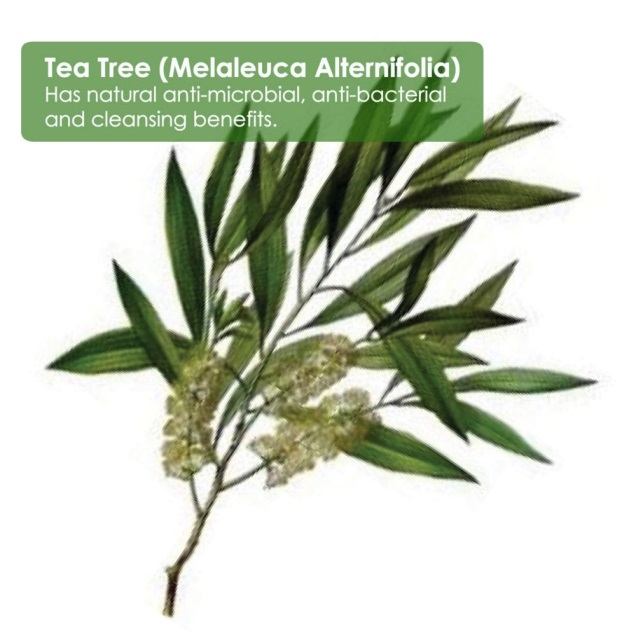 Tea Tree (Melaleuca Alternifolia)
Has natural anti-microbial, anti-bacterial
and cleansing benefits.